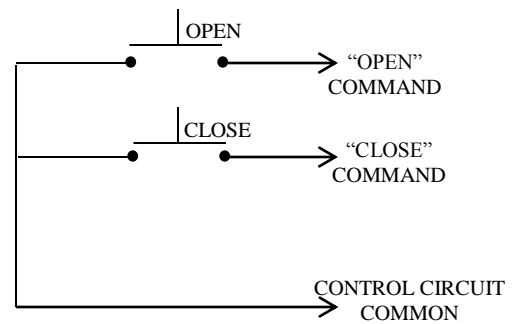 OPEN
“OPEN”
COMMAND
CLOSE
“CLOSE”
COMMAND
CONTROL CIRCUIT
COMMON